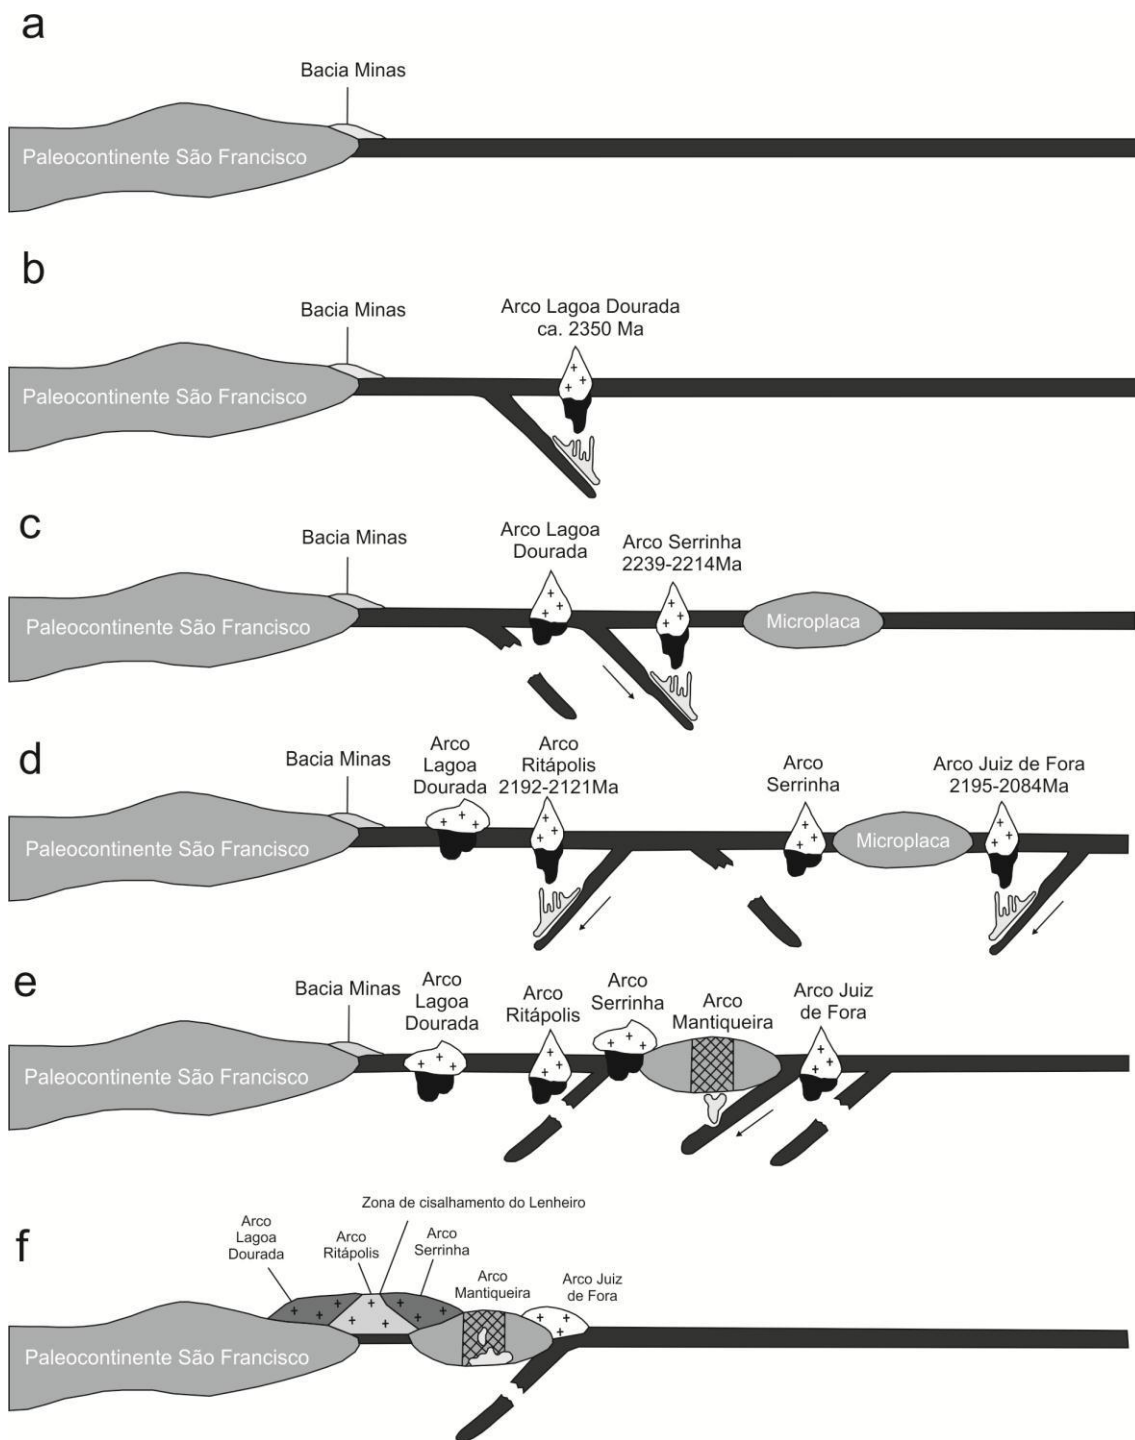 a
Bacia Minas
Paleocontinente São Francisco
b
Bacia Minas
Arco Lagoa Dourada
ca. 2350 Ma
Paleocontinente São Francisco
c
Bacia Minas
Arco Lagoa
Dourada
Arco Serrinha
2239-2214Ma
Paleocontinente São Francisco
Microplaca
d
Bacia Minas
Arco
Lagoa
Dourada
Arco
Ritápolis
2192-2121Ma
Arco
Serrinha
Arco Juiz de Fora
2195-2084Ma
Paleocontinente São Francisco
Microplaca
e
Bacia Minas
Arco
Lagoa
Dourada
Arco
Ritápolis
Arco
Serrinha
Arco
Mantiqueira
Arco Juiz
de Fora
Paleocontinente São Francisco
f
Zona de cisalhamento do Lenheiro
Arco
Lagoa
Dourada
Arco
Ritápolis
Arco
Serrinha
Arco
Mantiqueira
Arco Juiz
de Fora
Paleocontinente São Francisco